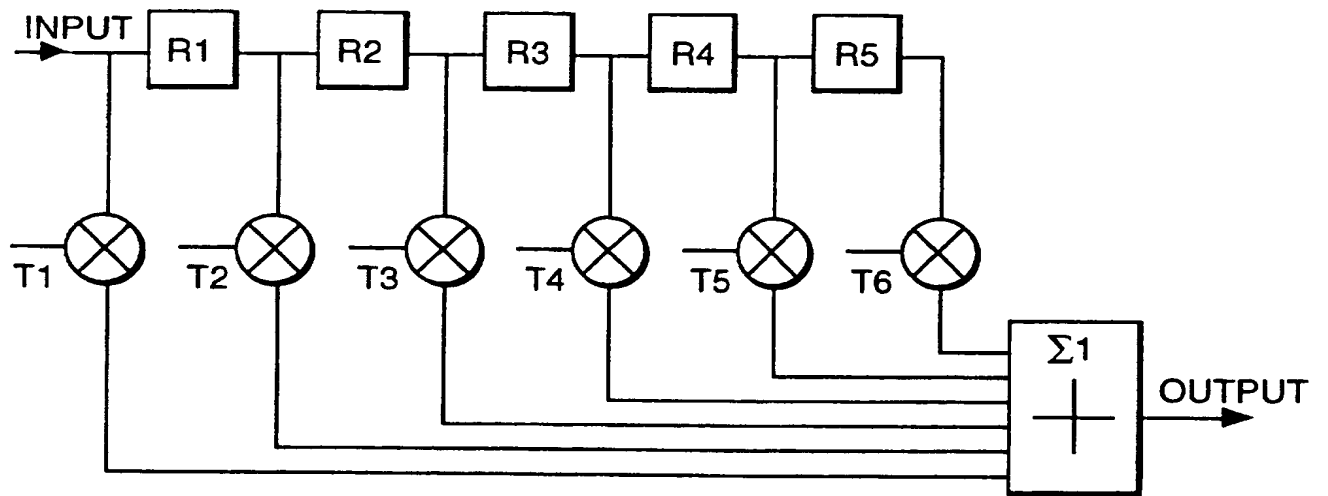 INPUT
R1 R2 R3 R4 R5
T1 T2 T3 T4 T5 T6
Σ1
+
OUTPUT